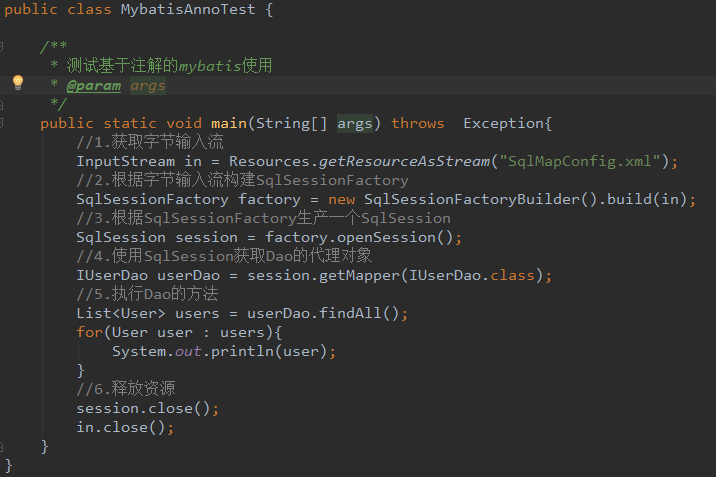 public class MybatisAnnoTest {
/**
* 测试基于注解的mybatis使用
* @param args
*/
public static void main(String[] args) throws  Exception{
//1.获取字节输入流
InputStream in = Resources.getResourceAsStream("SqlMapConfig.xml");
//2.根据字节输入流构建SqlSessionFactory
SqlSessionFactory factory = new SqlSessionFactoryBuilder().build(in);
//3.根据SqlSessionFactory生产一个SqlSession
SqlSession session = factory.openSession();
//4.使用SqlSession获取Dao的代理对象
IUserDao userDao = session.getMapper(IUserDao.class);
//5.执行Dao的方法
List<User> users = userDao.findAll();
for(User user : users){
System.out.println(user);
}
//6.释放资源
session.close();
in.close();
}
}